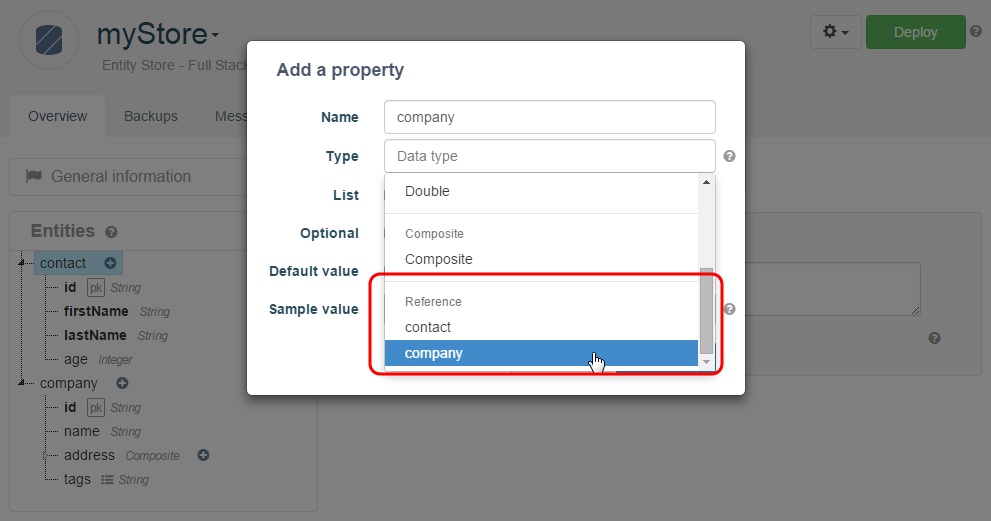 myStore
Deploy
Entity Store - Full Stack
Overview
Backups
Mess
General information
Entities
contact
id pk String
firstName String
lastName String
age Integer
company
id pk String
name String
address Composite
tags String
Add a property
Name company
Type Data type
List
Optional
Default value
Sample value
Double
Composite
Composite
Reference
contact
company